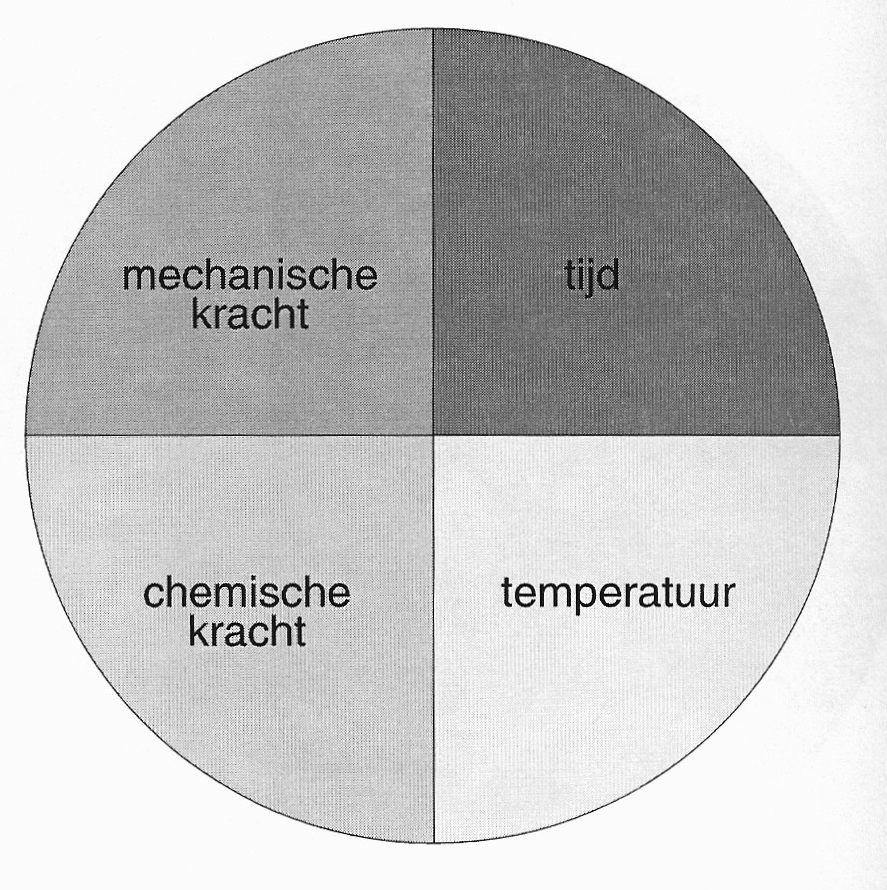 mechanische
kracht
tijd
chemische
kracht
temperatuur